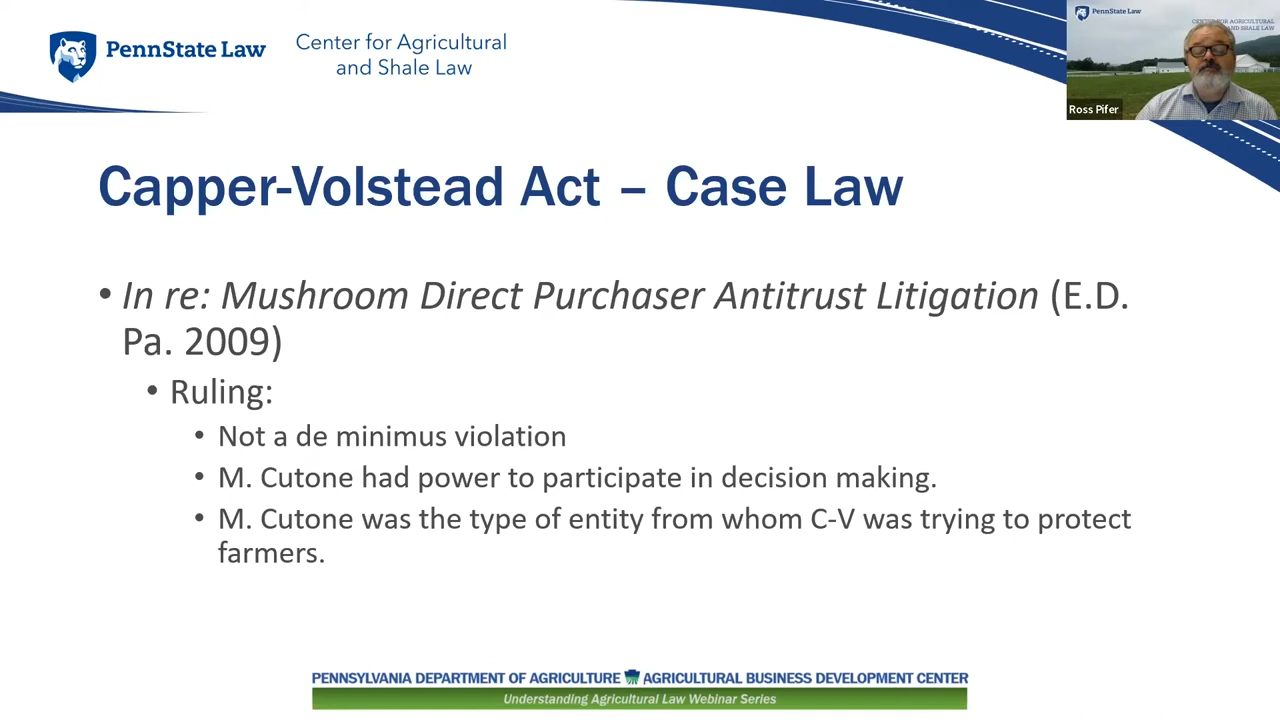 PennState Law
Center for Agricultural
and Shale Law
PennState Law
CENTER FOR AGRICULTURAL
AND SHALE LAW
Ross Pifer
Capper-Volstead Act – Case Law
• In re: Mushroom Direct Purchaser Antitrust Litigation (E.D.
Pa. 2009)
• Ruling:
• Not a de minimus violation
• M. Cutone had power to participate in decision making.
• M. Cutone was the type of entity from whom C-V was trying to protect
farmers.
PENNSYLVANIA DEPARTMENT OF AGRICULTURE AGRICULTURAL BUSINESS DEVELOPMENT CENTER
Understanding Agricultural Law Webinar Series